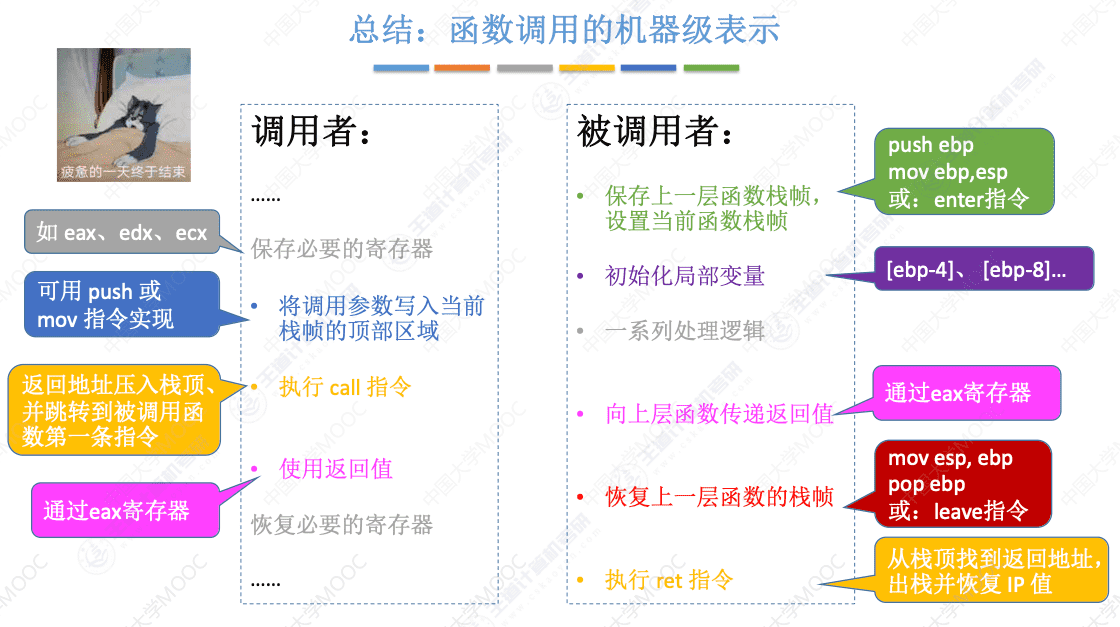 总结：函数调用的机器级表示
疲惫的一天终于结束
调用者：
......
保存必要的寄存器
如 eax、edx、ecx
• 将调用参数写入当前
栈帧的顶部区域
可用 push 或
mov 指令实现
• 执行 call 指令
返回地址压入栈顶、
并跳转到被调用函
数第一条指令
• 使用返回值
通过eax寄存器
恢复必要的寄存器
......
被调用者：
• 保存上一层函数栈帧，
设置当前函数栈帧
push ebp
mov ebp,esp
或：enter指令
• 初始化局部变量
[ebp-4]、 [ebp-8]...
• 一系列处理逻辑
• 向上层函数传递返回值
通过eax寄存器
• 恢复上一层函数的栈帧
mov esp, ebp
pop ebp
或：leave指令
• 执行 ret 指令
从栈顶找到返回地址，
出栈并恢复 IP 值